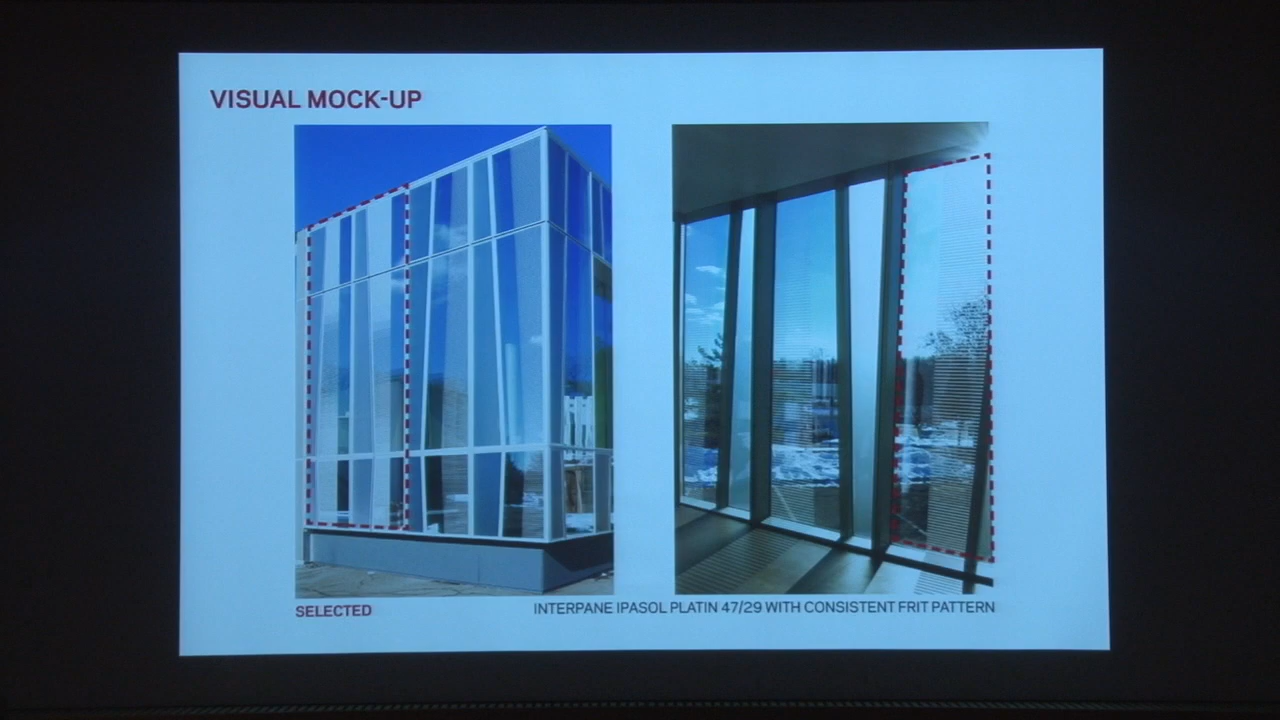 VISUAL MOCK-UP
SELECTED
INTERPANE IPASOL PLATIN 47/29 WITH CONSISTENT FRIT PATTERN